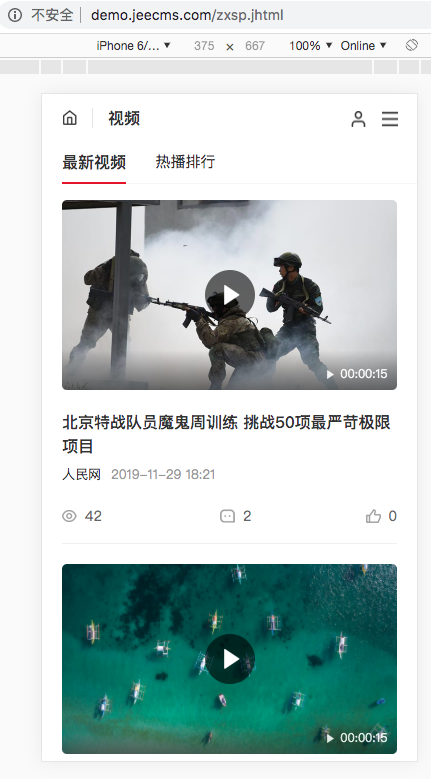 不安全 | demo.jeecms.com/zxsp.jhtml
iPhone 6/… ▼ 375 × 667 100% ▼ Online ▼
视频
最新视频 热播排行
00:00:15
北京特战队员魔鬼周训练 挑战50项最严苛极限
项目
人民网 2019-11-29 18:21
42 2 0
00:00:15